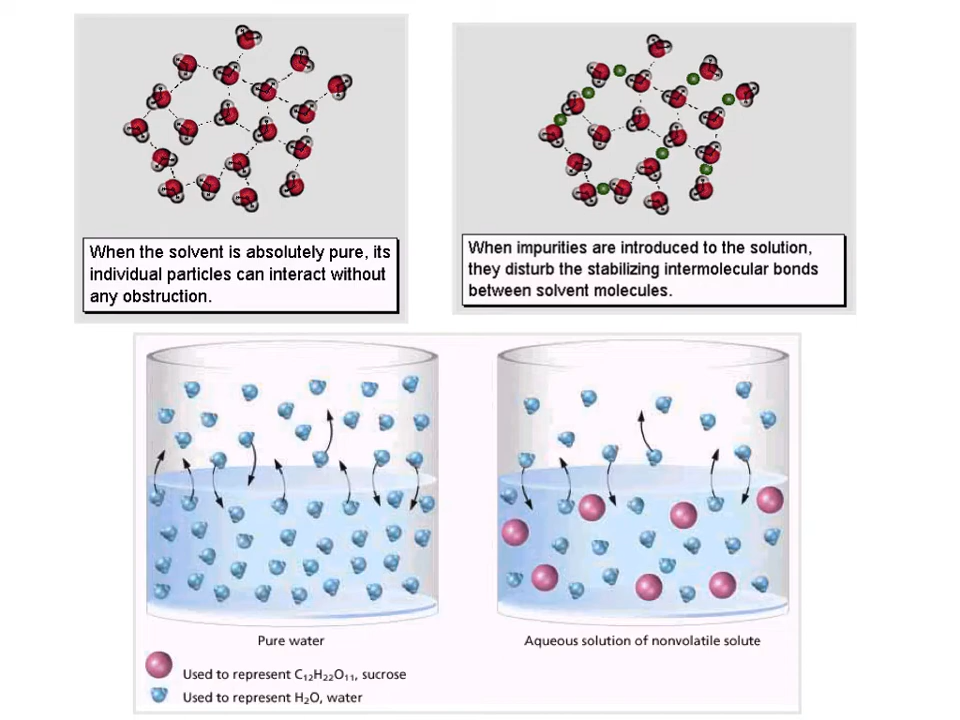 When the solvent is absolutely pure, its
individual particles can interact without
any obstruction.
When impurities are introduced to the solution,
they disturb the stabilizing intermolecular bonds
between solvent molecules.
Pure water
Aqueous solution of nonvolatile solute
Used to represent C₁₂H₂₂O₁₁, sucrose
Used to represent H₂O, water